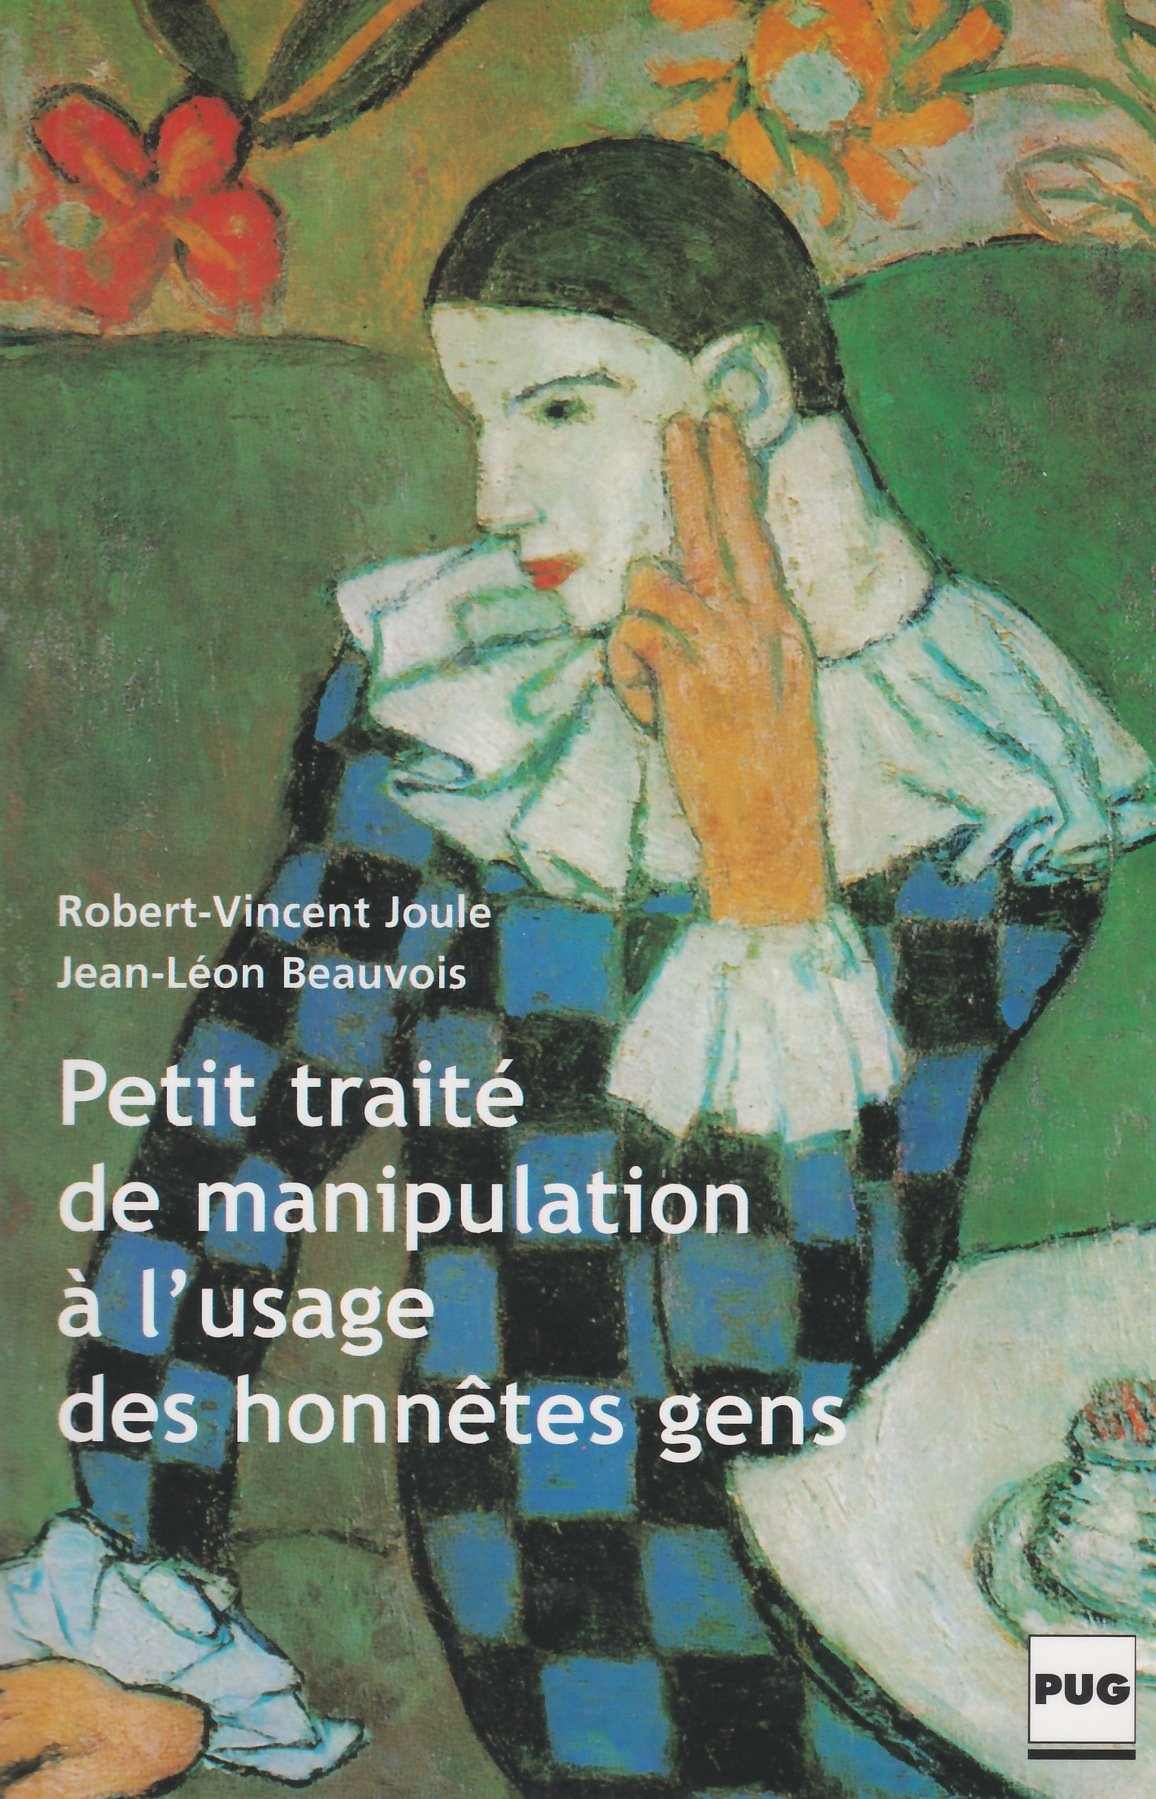 Robert-Vincent Joule
Jean-Léon Beauvois
Petit traité
de manipulation
à l'usage
des honnêtes gens
PUG